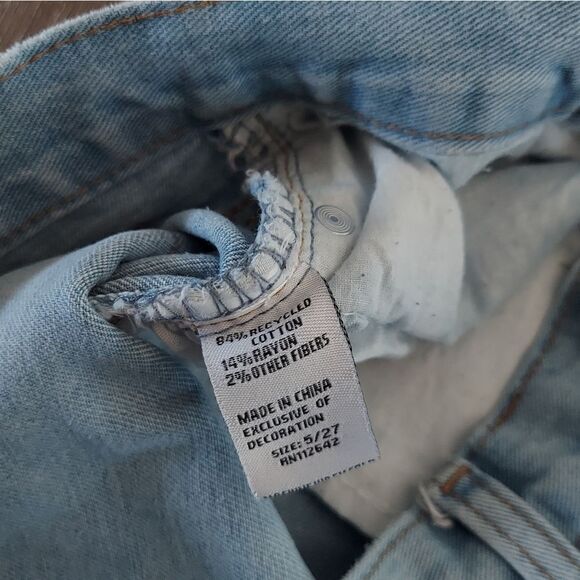 84% RECYCLED
COTTON
14% RAYON
2% OTHER FIBERS
MADE IN CHINA
EXCLUSIVE OF
DECORATION
SIZE: 5/27
RN112642